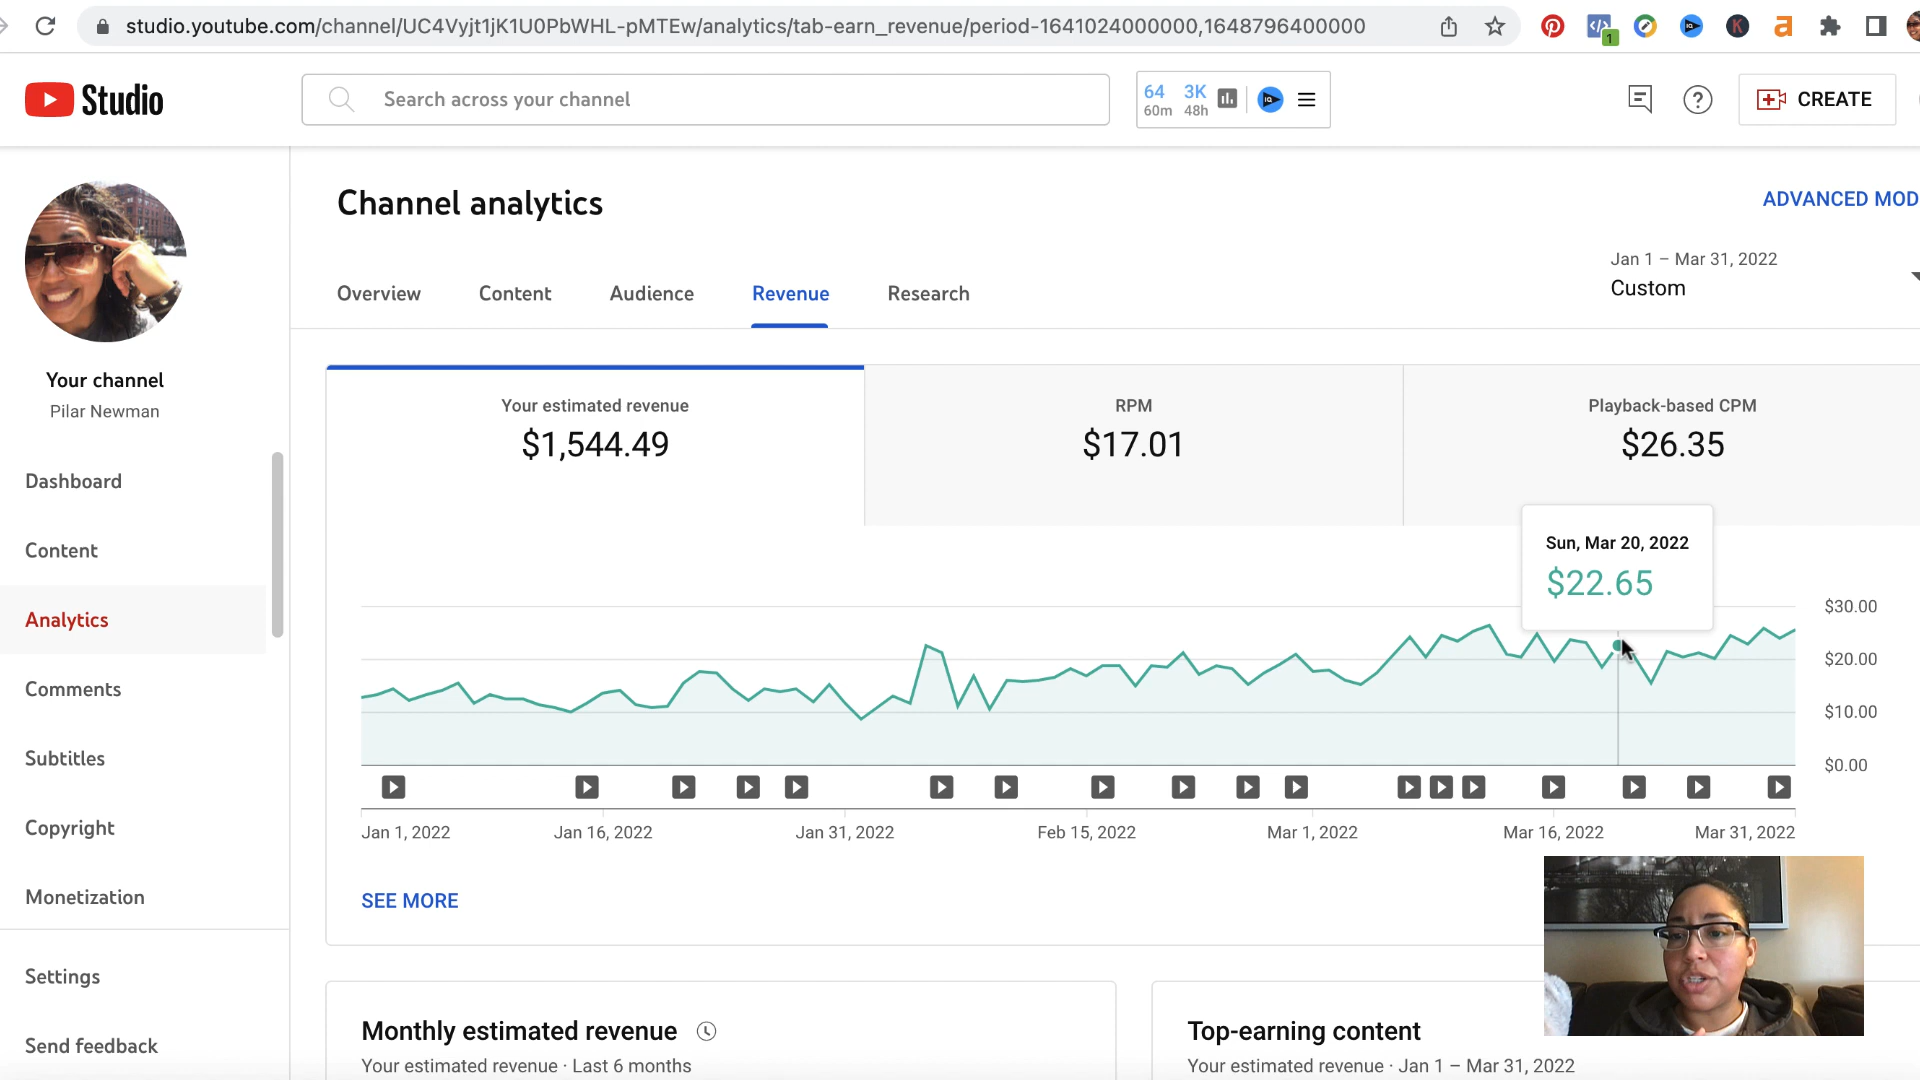 studio.youtube.com/channel/UC4Vyjt1jK1U0PbWHL-pMTEw/analytics/tab-earn_revenue/period-1641024000000,1648796400000
1
K
a
Studio
Search across your channel
64 3K
60m 48h
IQ
CREATE
Channel analytics
ADVANCED MOD
Overview Content Audience Revenue Research
Jan 1 – Mar 31, 2022
Custom
Your channel
Pilar Newman
Dashboard
Content
Analytics
Comments
Subtitles
Copyright
Monetization
Settings
Send feedback
Your estimated revenue
$1,544.49
RPM
$17.01
Playback-based CPM
$26.35
Sun, Mar 20, 2022
$22.65
$30.00
$20.00
$10.00
$0.00
Jan 1, 2022 Jan 16, 2022 Jan 31, 2022 Feb 15, 2022 Mar 1, 2022 Mar 16, 2022 Mar 31, 2022
SEE MORE
Monthly estimated revenue
Your estimated revenue · Last 6 months
Top-earning content
Your estimated revenue · Jan 1 – Mar 31, 2022